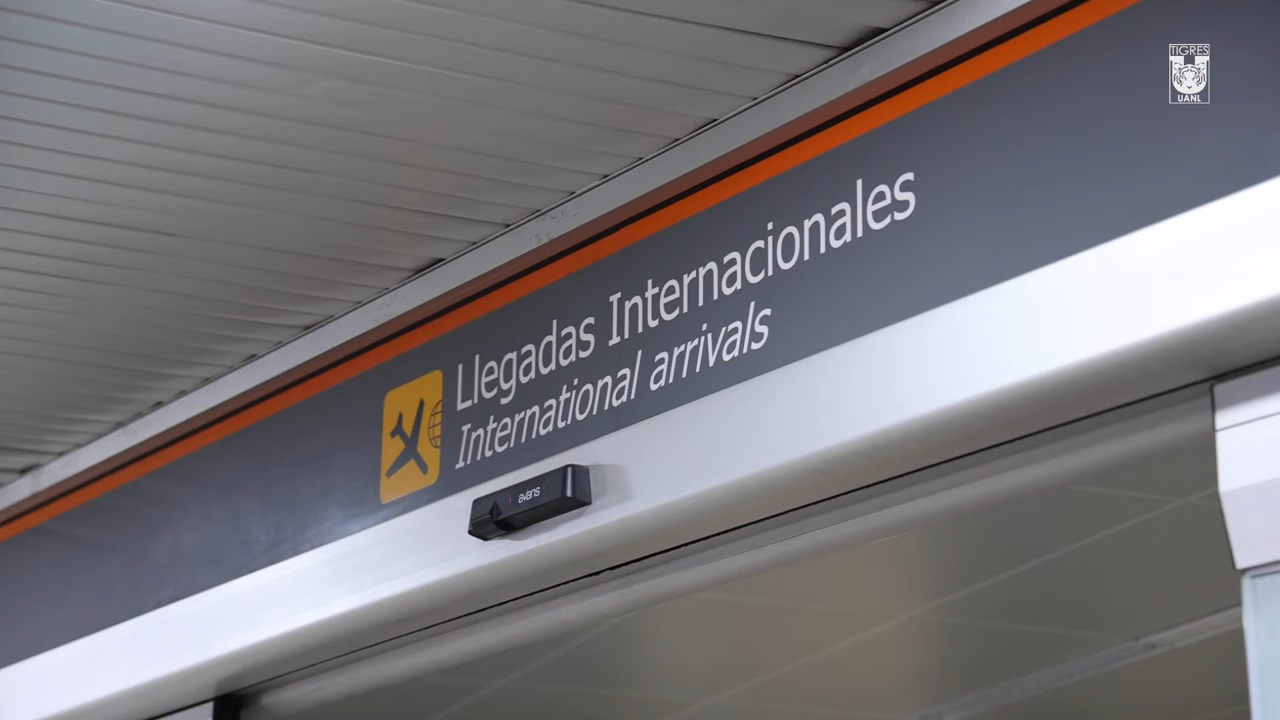 TIGRES
UANL
Llegadas Internacionales
International arrivals
avans